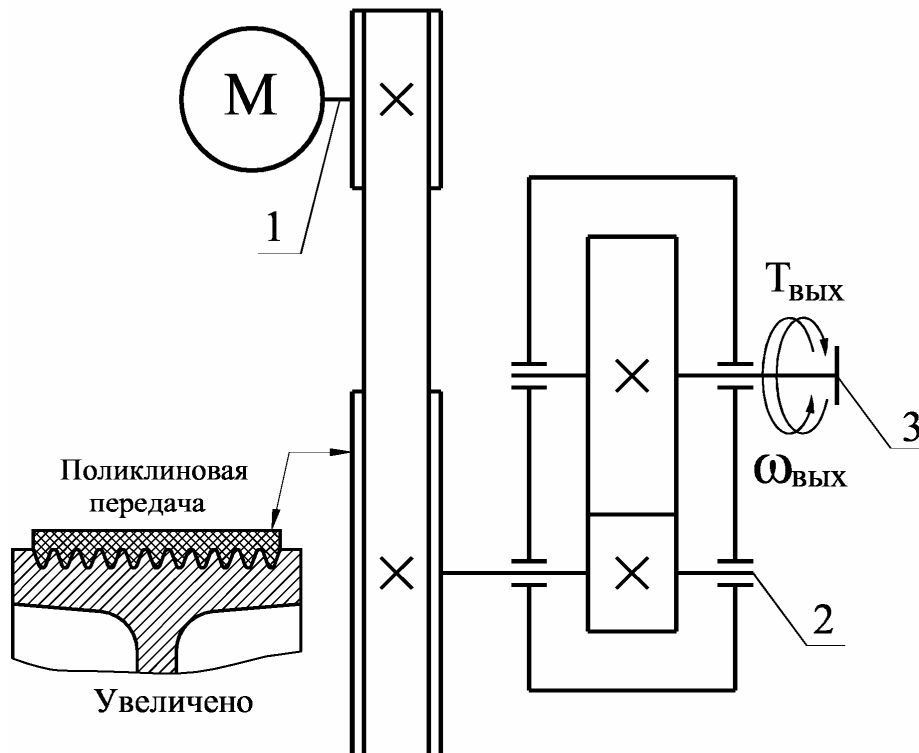 М
1
Tвых
3
ωвых
Поликлиновая
передача
2
Увеличено